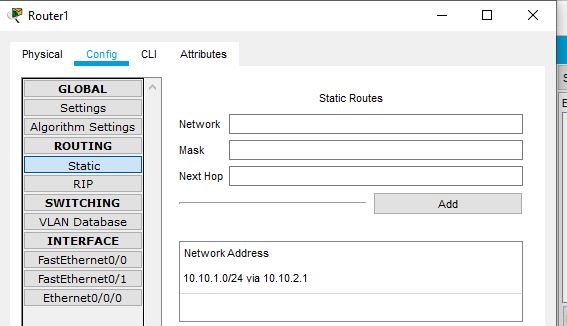 Router1
Physical Config CLI Attributes
GLOBAL
Settings
Algorithm Settings
ROUTING
Static
RIP
SWITCHING
VLAN Database
INTERFACE
FastEthernet0/0
FastEthernet0/1
Ethernet0/0/0
Static Routes
Network
Mask
Next Hop
Add
Network Address
10.10.1.0/24 via 10.10.2.1